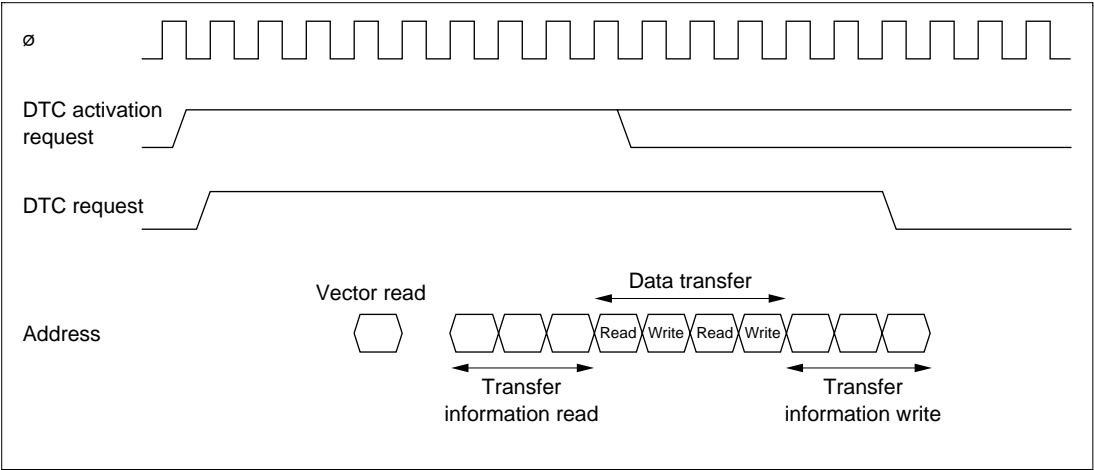 ø
DTC activation
request
DTC request
Data transfer
Vector read
Address
Read Write Read Write
Transfer
information read
Transfer
information write